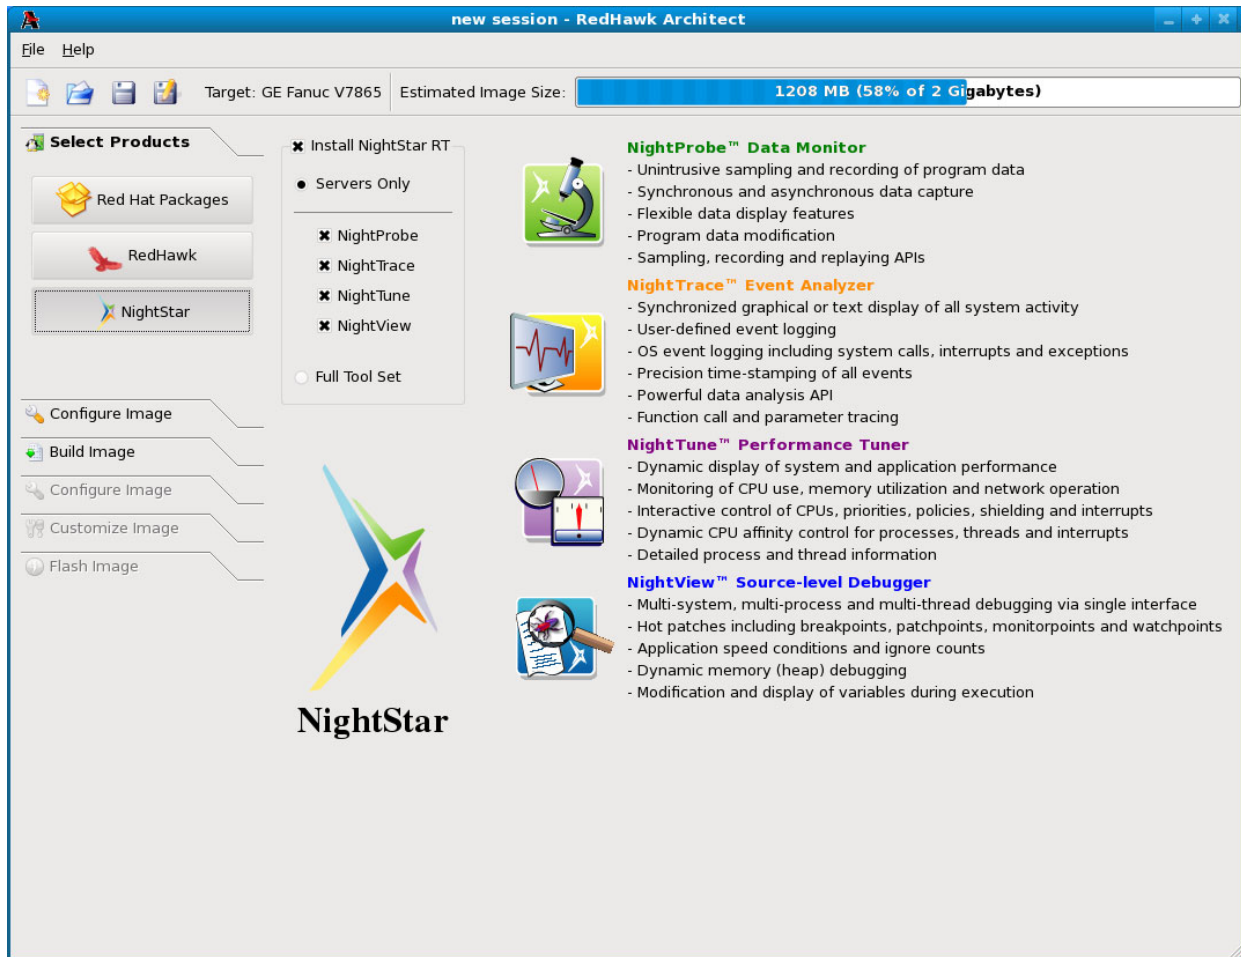 new session - RedHawk Architect
File Help
Target: GE Fanuc V7865 Estimated Image Size: 1208 MB (58% of 2 Gigabytes)
Select Products
Red Hat Packages
RedHawk
NightStar
Configure Image
Build Image
Configure Image
Customize Image
Flash Image
Install NightStar RT
Servers Only
NightProbe
NightTrace
NightTune
NightView
Full Tool Set
NightStar
NightProbe™ Data Monitor
- Unintrusive sampling and recording of program data
- Synchronous and asynchronous data capture
- Flexible data display features
- Program data modification
- Sampling, recording and replaying APIs
NightTrace™ Event Analyzer
- Synchronized graphical or text display of all system activity
- User-defined event logging
- OS event logging including system calls, interrupts and exceptions
- Precision time-stamping of all events
- Powerful data analysis API
- Function call and parameter tracing
NightTune™ Performance Tuner
- Dynamic display of system and application performance
- Monitoring of CPU use, memory utilization and network operation
- Interactive control of CPUs, priorities, policies, shielding and interrupts
- Dynamic CPU affinity control for processes, threads and interrupts
- Detailed process and thread information
NightView™ Source-level Debugger
- Multi-system, multi-process and multi-thread debugging via single interface
- Hot patches including breakpoints, patchpoints, monitorpoints and watchpoints
- Application speed conditions and ignore counts
- Dynamic memory (heap) debugging
- Modification and display of variables during execution